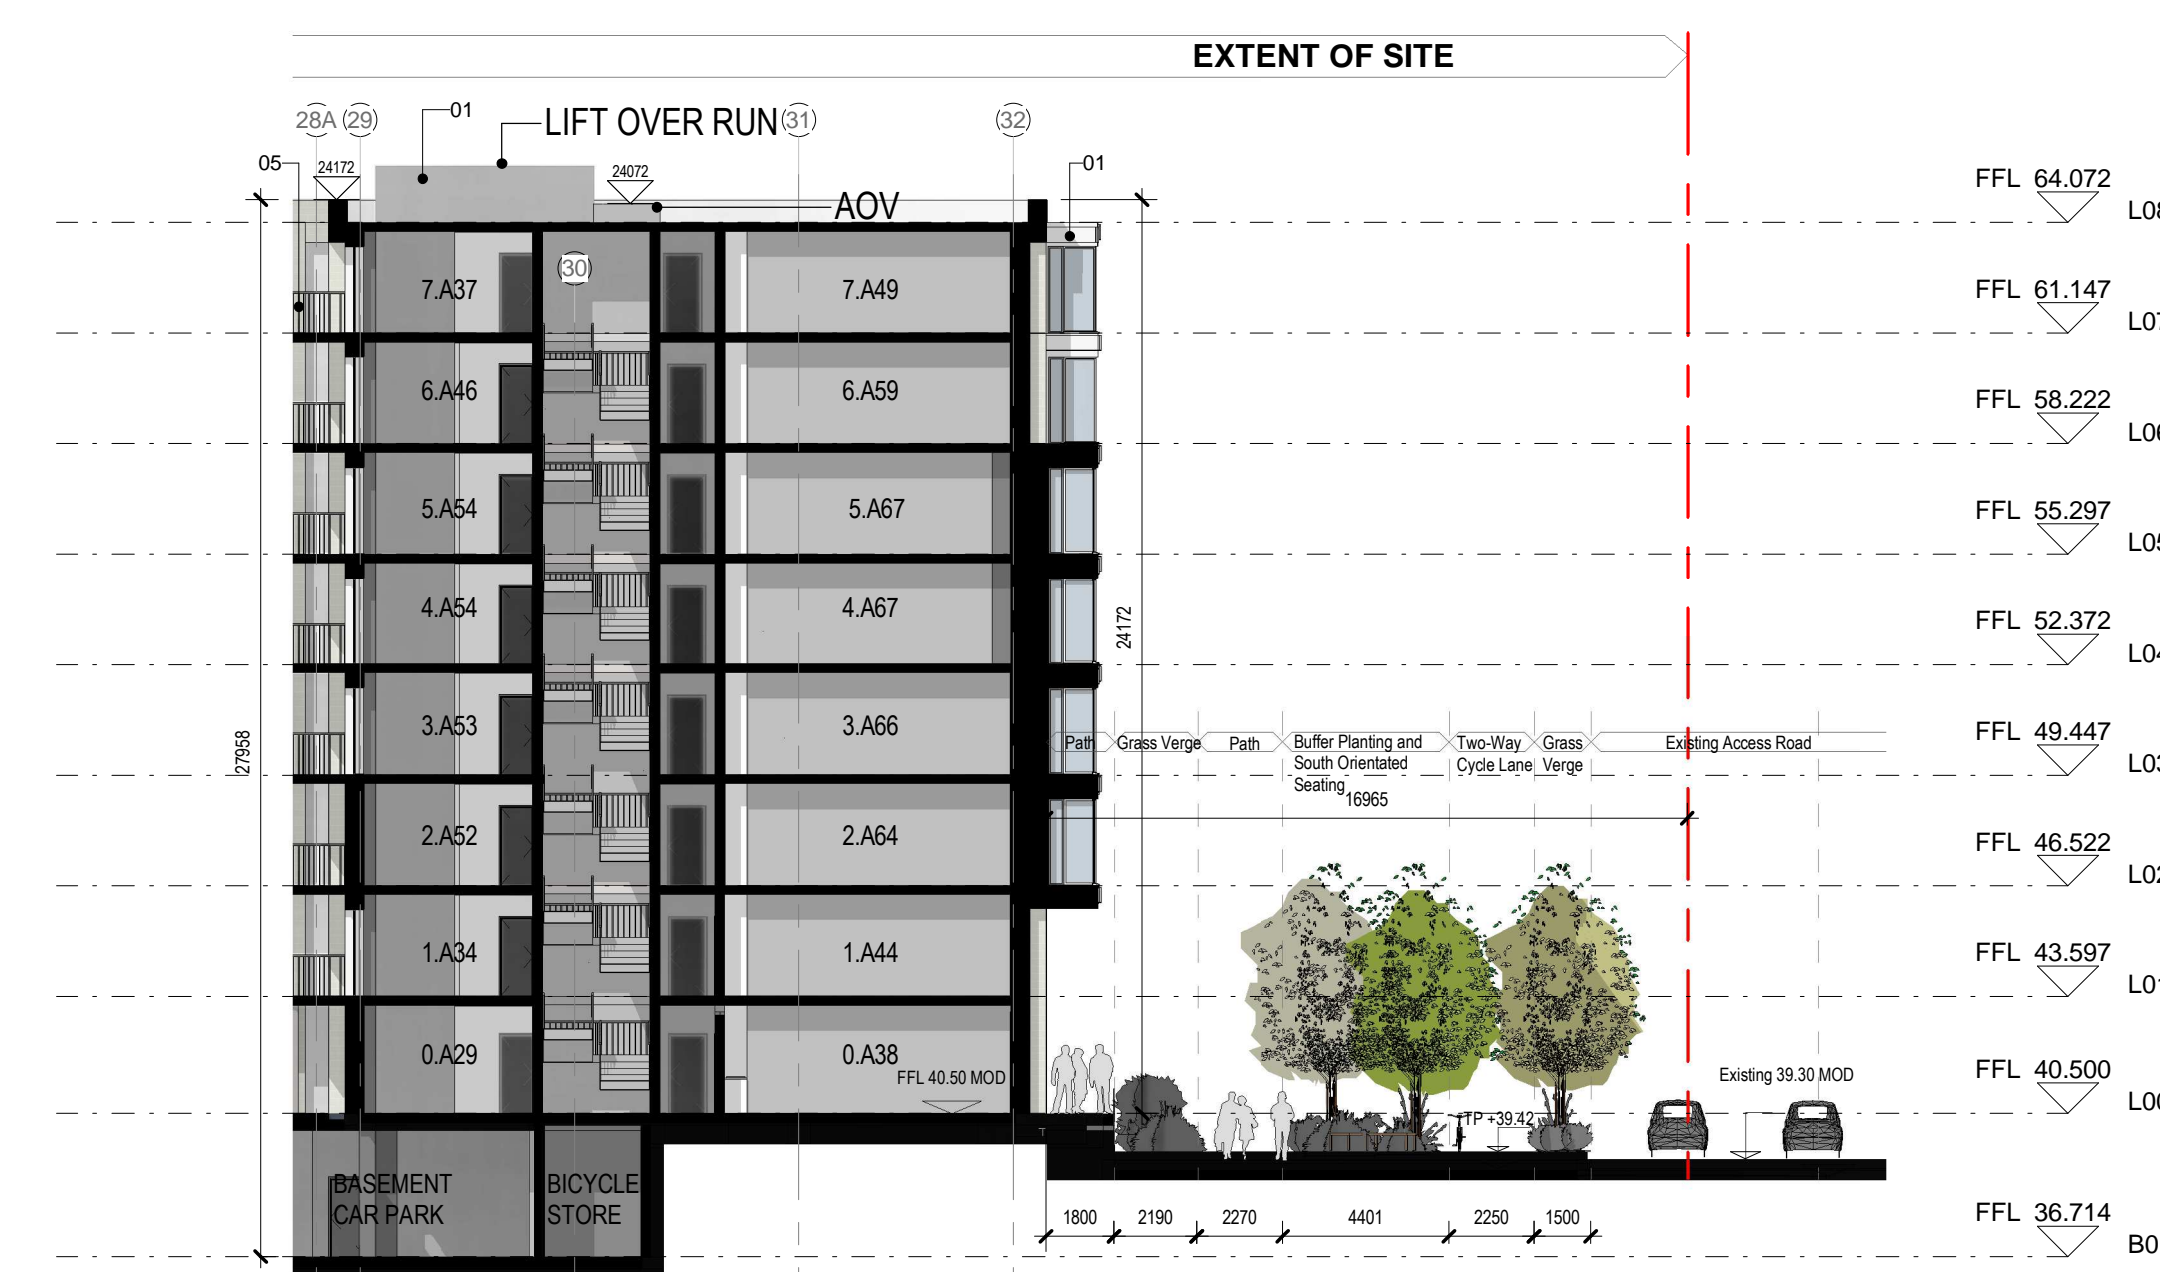 EXTENT OF SITE
28A
29
01
LIFT OVER RUN
31
32
05
24172
24072
01
AOV
FFL 64.072
L08
30
7.A37
7.A49
FFL 61.147
L07
6.A46
6.A59
FFL 58.222
L06
5.A54
5.A67
FFL 55.297
L05
4.A54
4.A67
24172
FFL 52.372
L04
3.A53
3.A66
27958
Path
Grass Verge
Path
Buffer Planting and
South Orientated
Seating
Two-Way
Cycle Lane
Grass
Verge
Existing Access Road
FFL 49.447
L03
16965
2.A52
2.A64
FFL 46.522
L02
1.A34
1.A44
FFL 43.597
L01
0.A29
0.A38
FFL 40.50 MOD
Existing 39.30 MOD
FFL 40.500
L00
TP +39.42
BASEMENT
CAR PARK
BICYCLE
STORE
1800
2190
2270
4401
2250
1500
FFL 36.714
B0